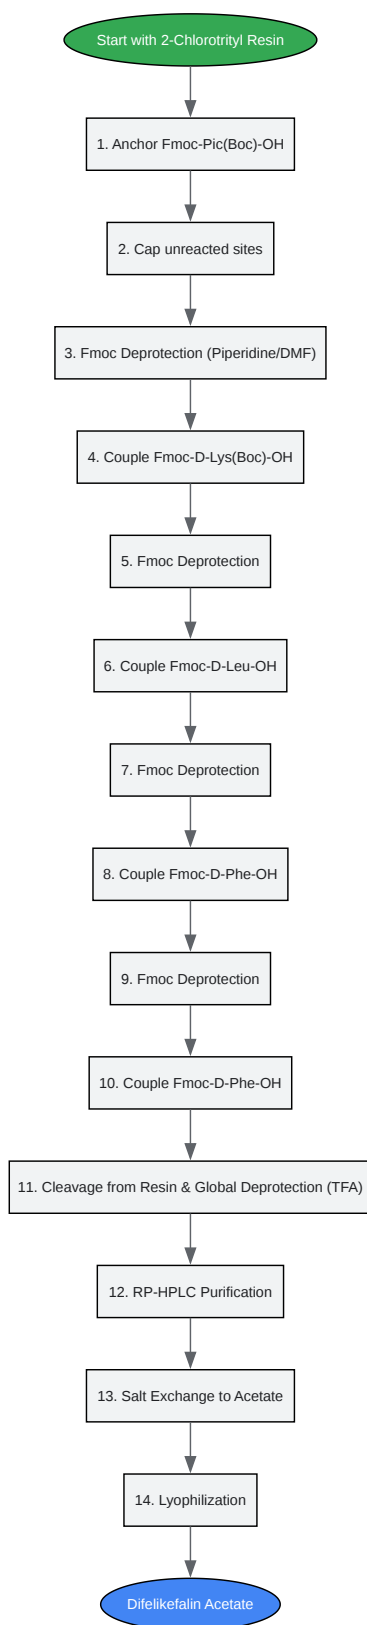 Start with 2-Chlorotrityl Resin
1. Anchor Fmoc-Pic(Boc)-OH
2. Cap unreacted sites
3. Fmoc Deprotection (Piperidine/DMF)
4. Couple Fmoc-D-Lys(Boc)-OH
5. Fmoc Deprotection
6. Couple Fmoc-D-Leu-OH
7. Fmoc Deprotection
8. Couple Fmoc-D-Phe-OH
9. Fmoc Deprotection
10. Couple Fmoc-D-Phe-OH
11. Cleavage from Resin & Global Deprotection (TFA)
12. RP-HPLC Purification
13. Salt Exchange to Acetate
14. Lyophilization
Difelikefalin Acetate